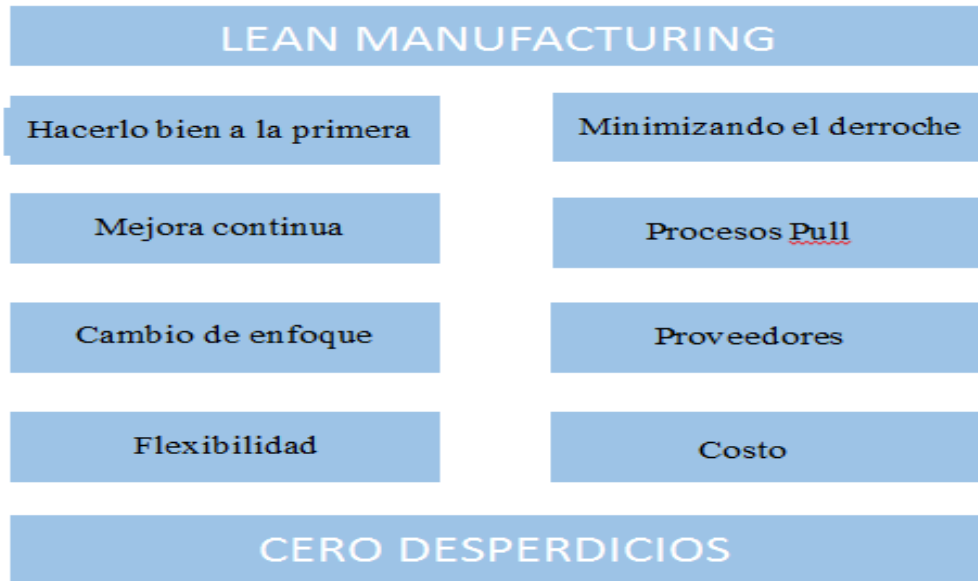 LEAN MANUFACTURING
Hacerlo bien a la primera
Minimizando el derroche
Mejora continua
Procesos Pull
Cambio de enfoque
Proveedores
Flexibilidad
Costo
CERO DESPERDICIOS